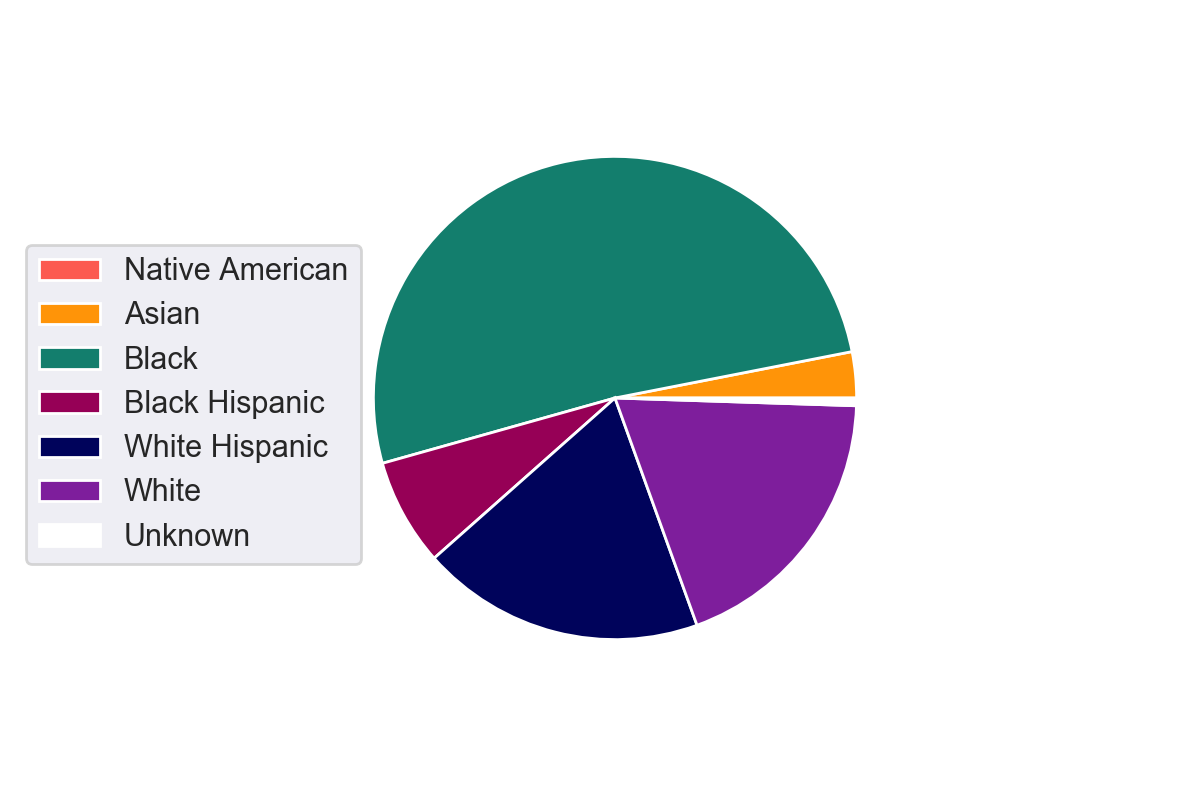 Native American
Asian
Black
Black Hispanic
White Hispanic
White
Unknown